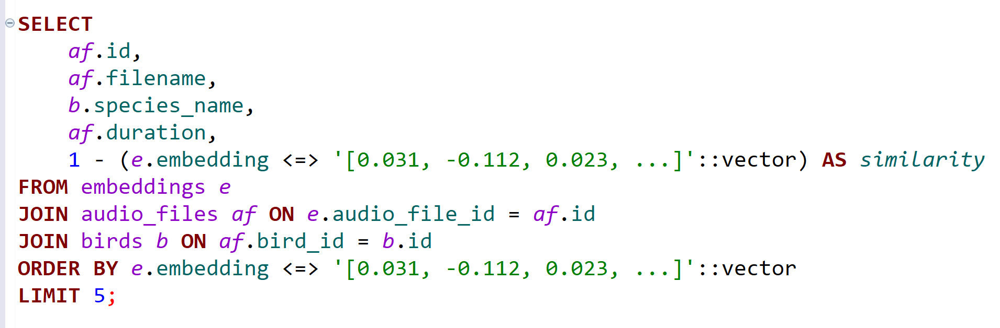 SELECT
    af.id,
    af.filename,
    b.species_name,
    af.duration,
    1 - (e.embedding <=> '[0.031, -0.112, 0.023, ...]'::vector) AS similarity
FROM embeddings e
JOIN audio_files af ON e.audio_file_id = af.id
JOIN birds b ON af.bird_id = b.id
ORDER BY e.embedding <=> '[0.031, -0.112, 0.023, ...]'::vector
LIMIT 5;